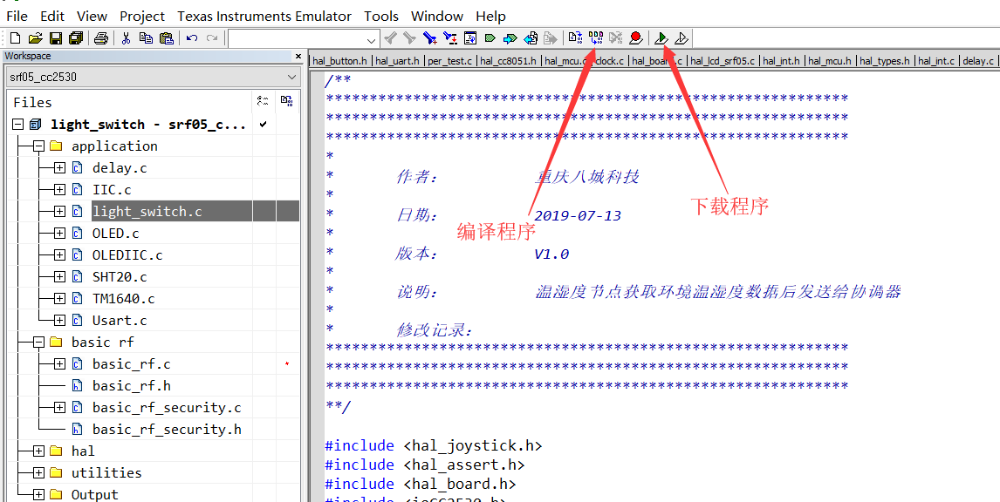 File Edit View Project Texas Instruments Emulator Tools Window Help
Workspace
srf05_cc2530
Files
light_switch - srf05_c...
application
delay.c
IIC.c
light_switch.c
OLED.c
OLEDIIC.c
SHT20.c
TM1640.c
Usart.c
basic rf
basic_rf.c
basic_rf.h
basic_rf_security.c
basic_rf_security.h
hal
utilities
Output
hal_button.h hal_uart.h per_test.c hal_cc8051.h hal_mcu.c clock.c hal_board.c hal_lcd_srf05.c hal_int.h hal_mcu.h hal_types.h hal_int.c delay.c
/**
************************************************************
************************************************************
************************************************************
*
* 作者： 重庆八城科技
*
* 日期： 2019-07-13
*
* 版本： V1.0
*
* 说明： 温湿度节点获取环境温湿度数据后发送给协调器
*
* 修改记录：
************************************************************
************************************************************
************************************************************
**/
#include <hal_joystick.h>
#include <hal_assert.h>
#include <hal_board.h>
#include <ioCC2530.h>
编译程序
下载程序